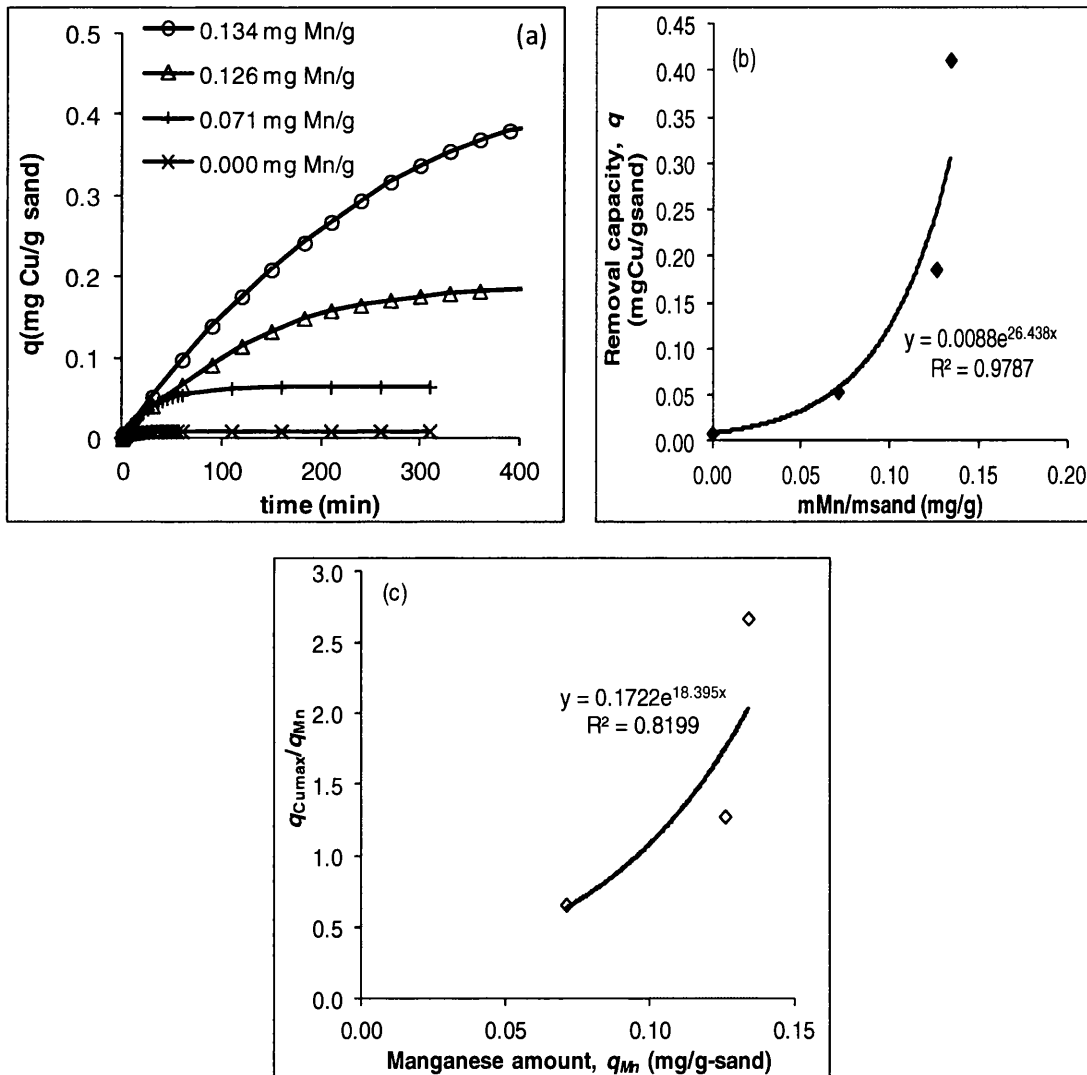 (a)
0.134 mg Mn/g
0.126 mg Mn/g
0.071 mg Mn/g
0.000 mg Mn/g
q(mg Cu/g sand)
0.5
0.4
0.3
0.2
0.1
0
0 100 200 300 400
time (min)
(b)
Removal capacity, q
(mgCu/gsand)
0.45
0.40
0.35
0.30
0.25
0.20
0.15
0.10
0.05
0.00
y = 0.0088e^26.438x
R² = 0.9787
0.00 0.05 0.10 0.15 0.20
mMn/msand (mg/g)
(c)
qCumax/qMn
3.0
2.5
2.0
1.5
1.0
0.5
0.0
y = 0.1722e^18.395x
R² = 0.8199
0.00 0.05 0.10 0.15
Manganese amount, qMn (mg/g-sand)